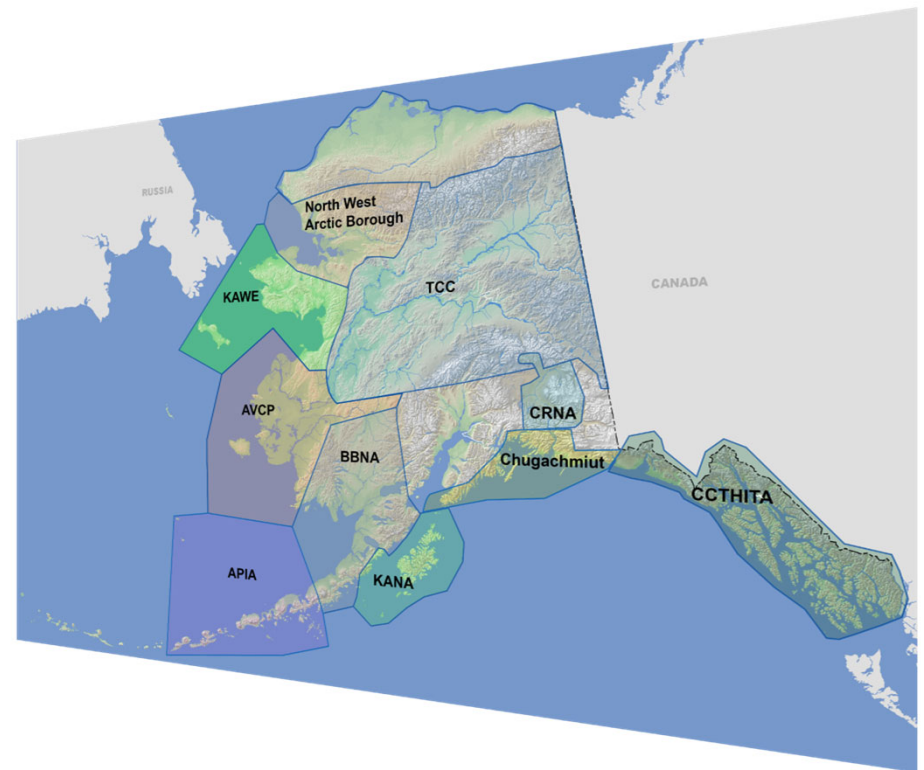 RUSSIA
North West
Arctic Borough
KAWE
TCC
CANADA
AVCP
CRNA
BBNA
Chugachmiut
CCTHITA
APIA
KANA